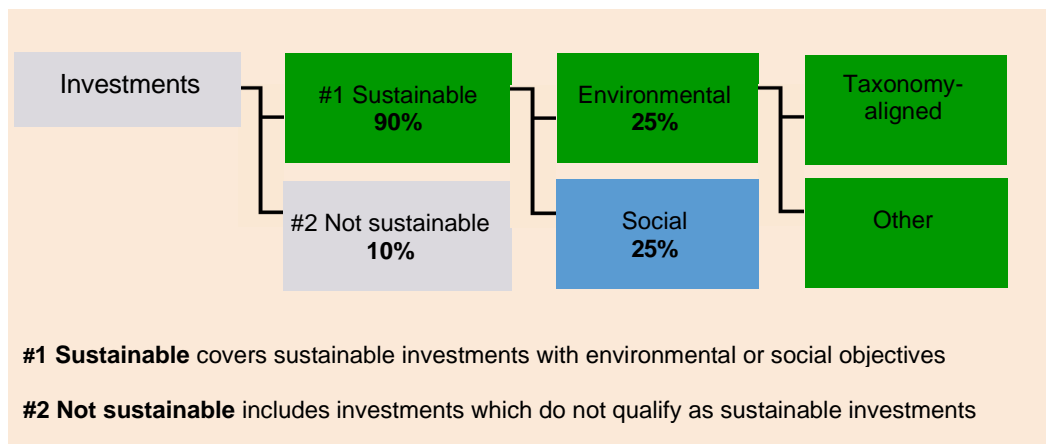 Investments
#1 Sustainable
90%
#2 Not sustainable
10%
Environmental
25%
Social
25%
Taxonomy-
aligned
Other
#1 Sustainable covers sustainable investments with environmental or social objectives
#2 Not sustainable includes investments which do not qualify as sustainable investments